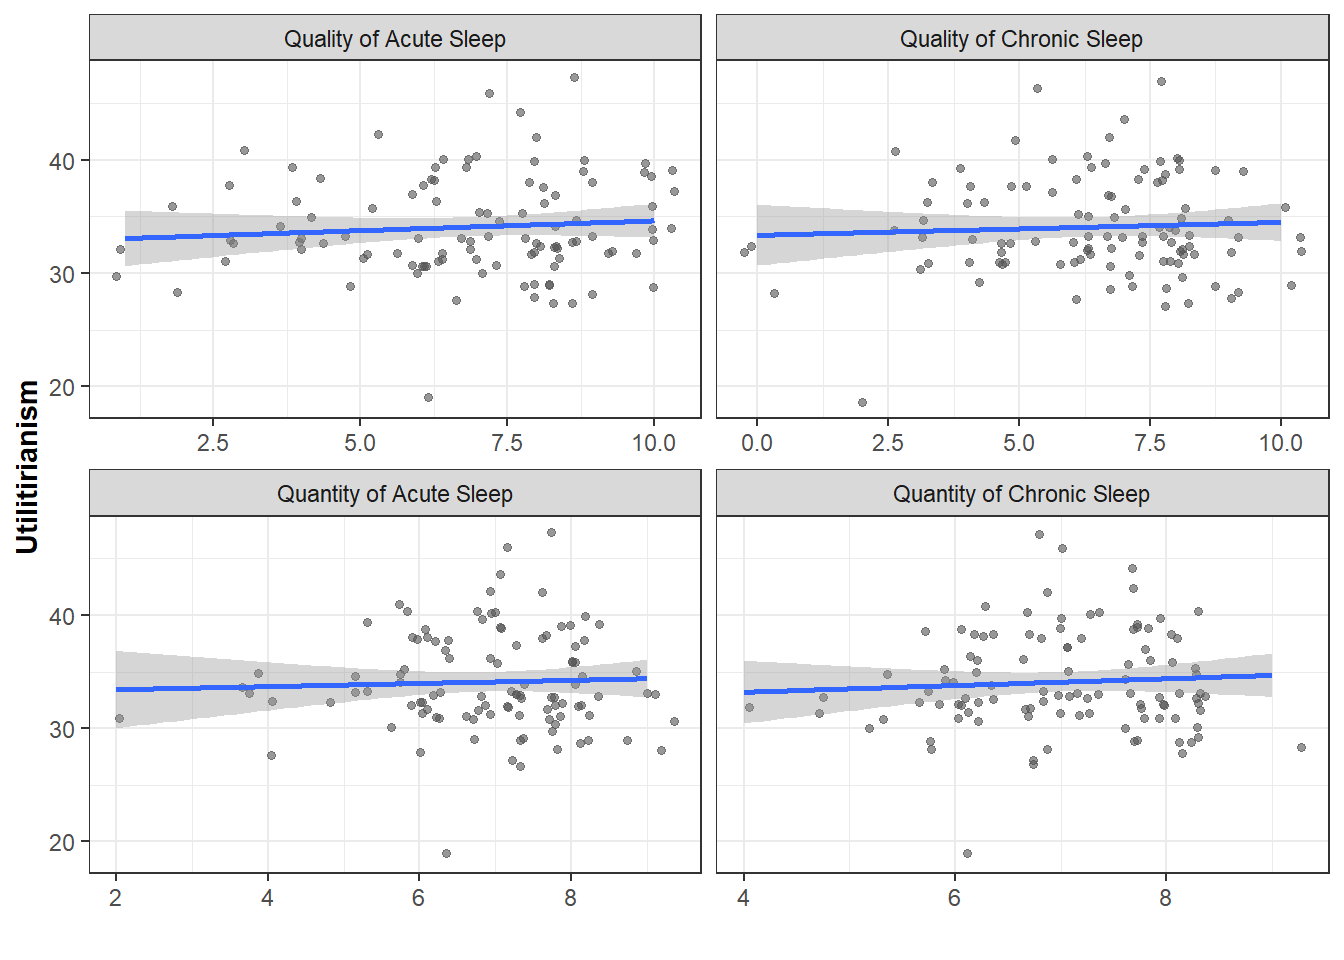 Quality of Acute Sleep
Quality of Chronic Sleep
40
30
20
2.5 5.0 7.5 10.0
0.0 2.5 5.0 7.5 10.0
Utilitirianism
Quantity of Acute Sleep
Quantity of Chronic Sleep
40
30
20
2 4 6 8
4 6 8